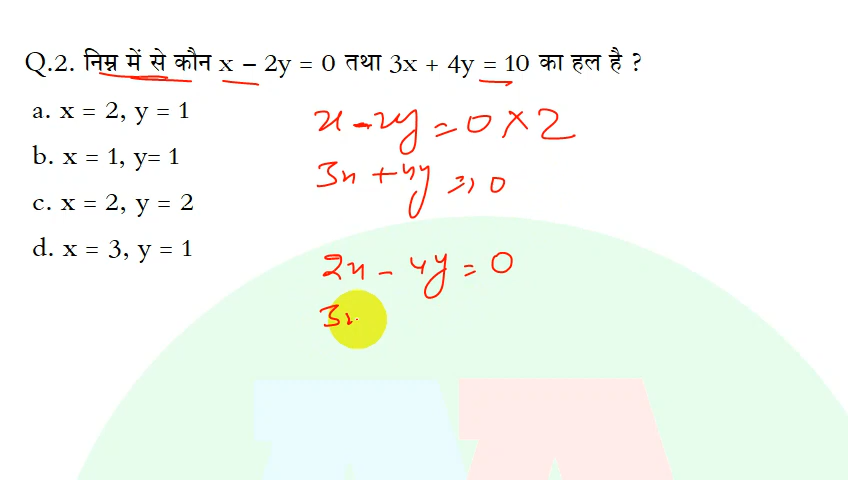 Q.2. निम्न में से कौन x – 2y = 0 तथा 3x + 4y = 10 का हल है ?
a. x = 2, y = 1
b. x = 1, y= 1
c. x = 2, y = 2
d. x = 3, y = 1
x - 2y = 0 × 2
3x + 4y = 10
2x - 4y = 0
3x